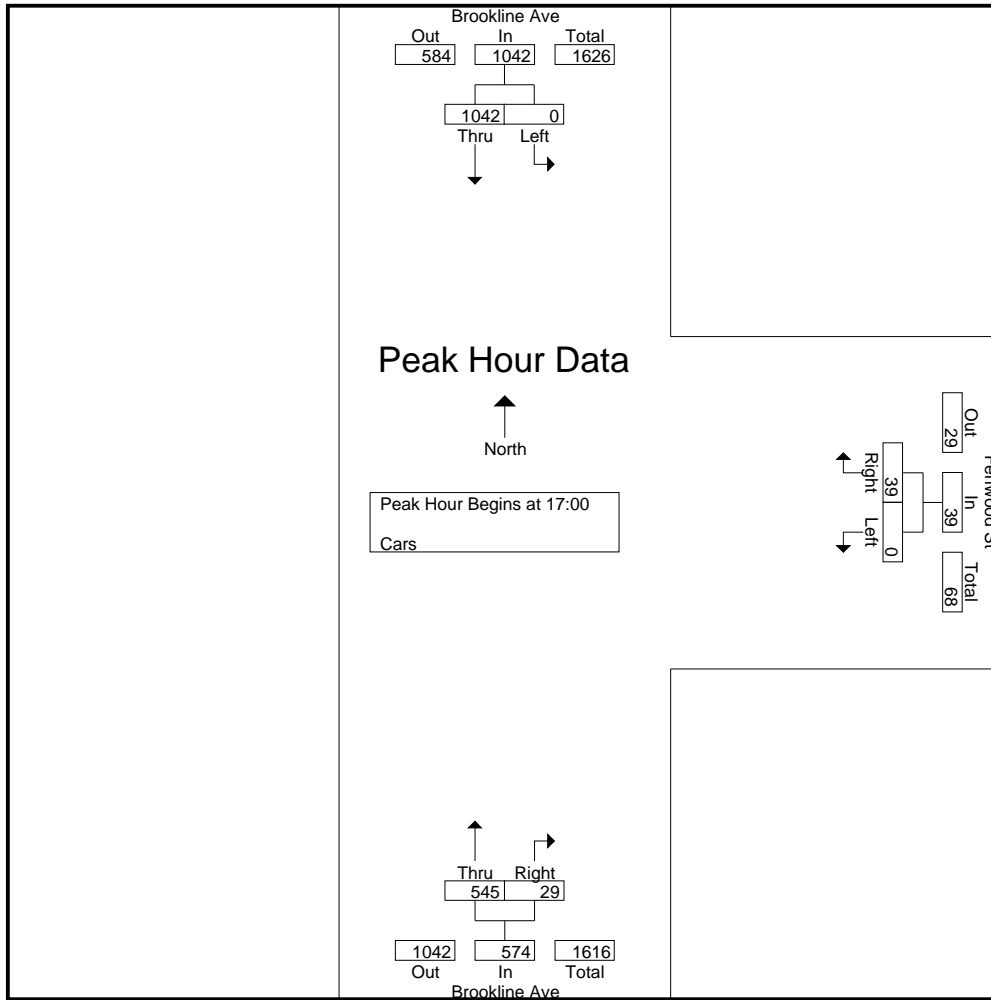 Brookline Ave
Out In Total
584 1042 1626
1042 0
Thru Left
Peak Hour Data
North
Peak Hour Begins at 17:00
Cars
Out In Total
29 39 68
Right Left
39 0
Thru Right
545 29
1042 574 1616
Out In Total
Brookline Ave